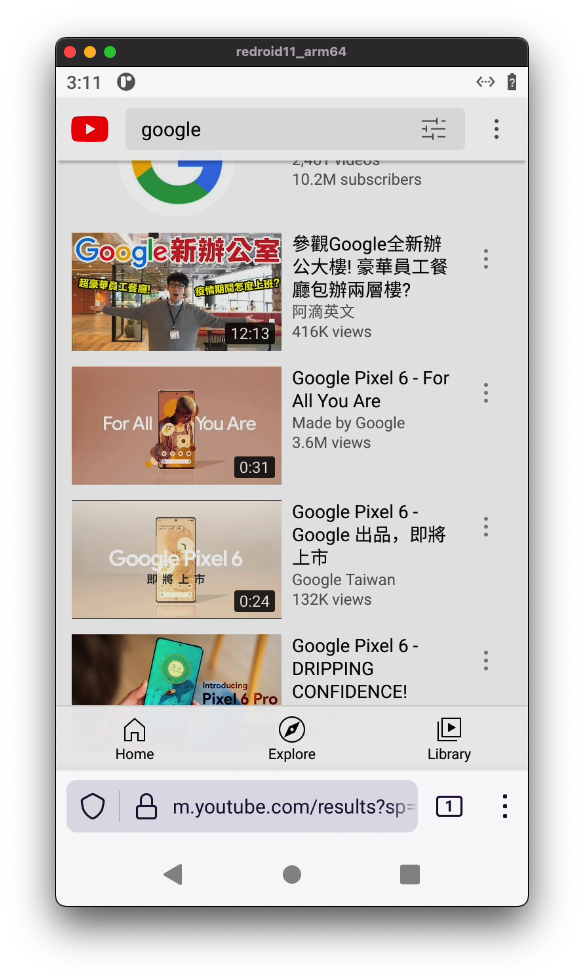 redroid11_arm64
3:11
google
2,461 videos
10.2M subscribers
Google新辦公室
超豪華員工餐廳!
疫情期間怎麼上班?
12:13
參觀Google全新辦
公大樓! 豪華員工餐
廳包辦兩層樓?
阿滴英文
416K views
For All You Are
0:31
Google Pixel 6 - For
All You Are
Made by Google
3.6M views
Google Pixel 6
即將上市
0:24
Google Pixel 6 -
Google 出品，即將
上市
Google Taiwan
132K views
Introducing
Pixel 6 Pro
Google Pixel 6 -
DRIPPING
CONFIDENCE!
Home
Explore
Library
m.youtube.com/results?sp=
1